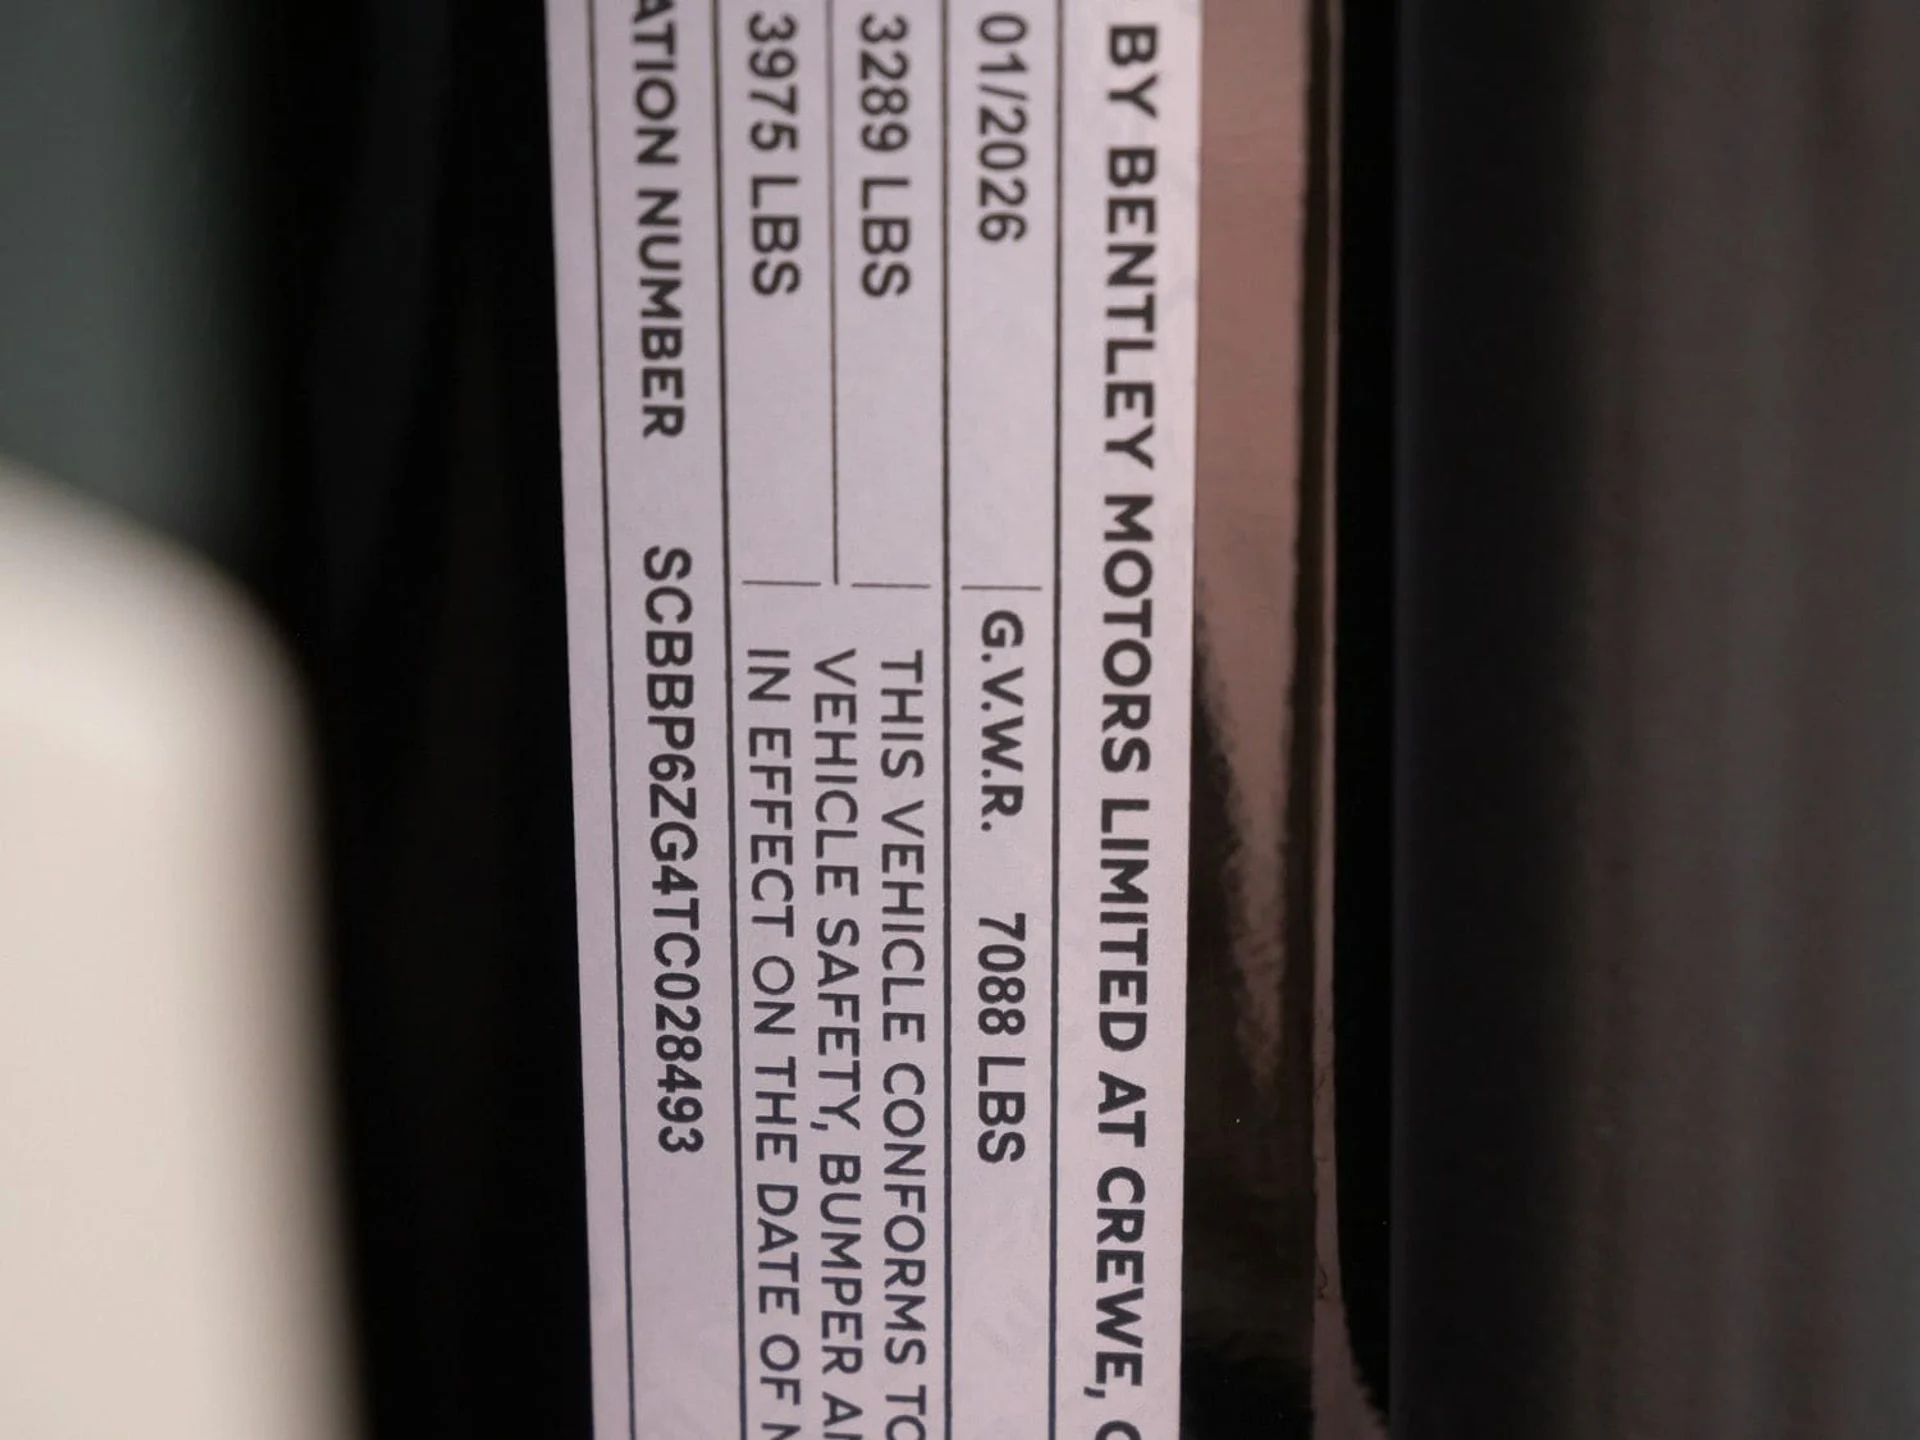 BY BENTLEY MOTORS LIMITED AT CREWE,
01/2026 G.V.W.R. 7088 LBS
3289 LBS
THIS VEHICLE CONFORMS TO
VEHICLE SAFETY, BUMPER
3975 LBS
IN EFFECT ON THE DATE OF
NUMBER SCBBP6ZG4TC028493